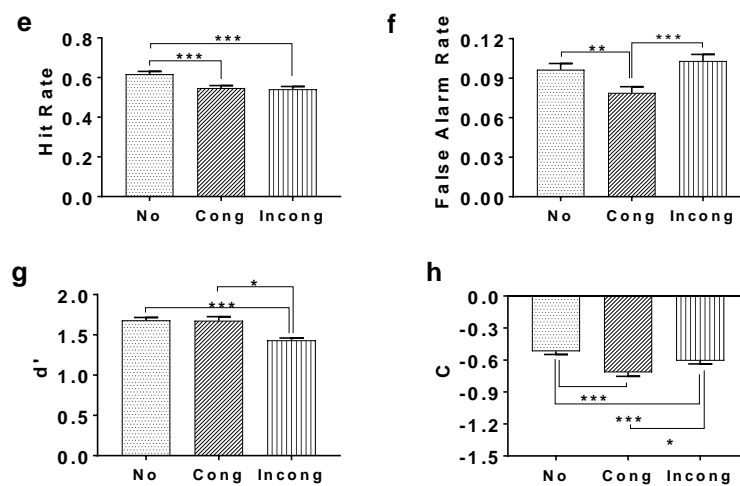 e
Hit Rate
0.8
0.6
0.4
0.2
0.0
***
***
No Cong Incong
f
False Alarm Rate
0.12
0.09
0.06
0.03
0.00
**
***
No Cong Incong
g
d'
2.0
1.5
1.0
0.5
0.0
*
***
No Cong Incong
h
C
0.0
-0.3
-0.6
-0.9
-1.2
-1.5
***
***
*
No Cong Incong